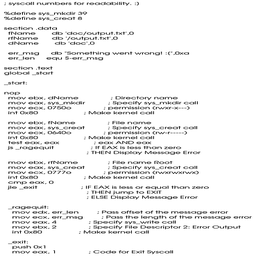 ; syscall numbers for readability. :)
%define sys_mkdir 39
%define sys_creat 8
section .data
fName db 'doc/output.txt',0
rfName db '/output.txt',0
dName db 'doc',0
err_msg db "Something went wrong! :(",0xa
err_len equ $-err_msg
section .text
global _start
_start:
nop
mov ebx, dName ; Directory name
mov eax, sys_mkdir ; Specify sys_mkdir call
mov ecx, 0750o ; permission (rwxr-x---)
int 0x80 ; Make kernel call
mov ebx, fName ; File name
mov eax, sys_creat ; Specify sys_creat call
mov ecx, 0640o ; permission (rw-r-----)
int 0x80 ; Make kernel call
test eax, eax ; eax AND eax
js _ragequit ; If EAX is less than zero
; THEN Display Message Error
mov ebx, rfName ; File name Root
mov eax, sys_creat ; Specify sys_creat call
mov ecx, 0777o ; permission (rwxrwxrwx)
int 0x80 ; Make kernel call
cmp eax, 0
jle _exit ; IF EAX is less or equal than zero
; THEN jump to EXIT
; ELSE Display Message Error
_ragequit:
mov edx, err_len ; Pass offset of the message error
mov ecx, err_msg ; Pass the length of the message error
mov eax, 4 ; Specify sys_write call
mov ebx, 2 ; Specify File Descriptor 2: Error Output
int 0x80 ; Make kernel call
_exit:
push 0x1
mov eax, 1 ; Code for Exit Syscall